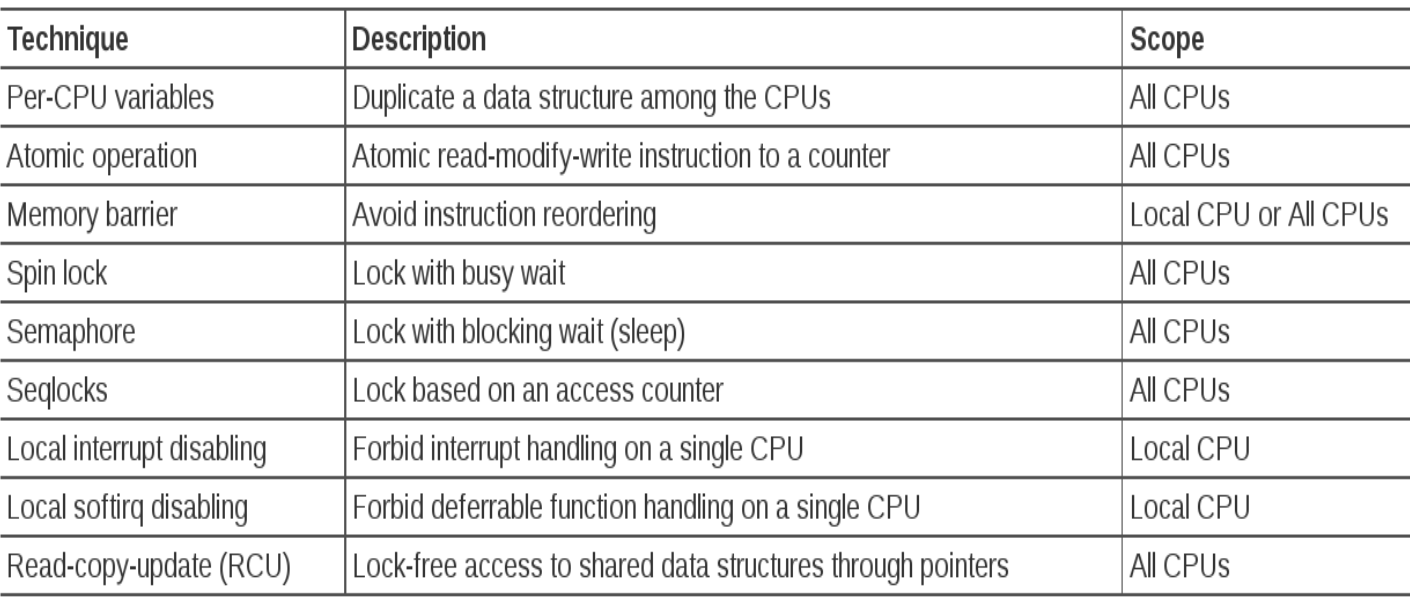 Technique Description Scope
Per-CPU variables Duplicate a data structure among the CPUs All CPUs
Atomic operation Atomic read-modify-write instruction to a counter All CPUs
Memory barrier Avoid instruction reordering Local CPU or All CPUs
Spin lock Lock with busy wait All CPUs
Semaphore Lock with blocking wait (sleep) All CPUs
Seqlocks Lock based on an access counter All CPUs
Local interrupt disabling Forbid interrupt handling on a single CPU Local CPU
Local softirq disabling Forbid deferrable function handling on a single CPU Local CPU
Read-copy-update (RCU) Lock-free access to shared data structures through pointers All CPUs